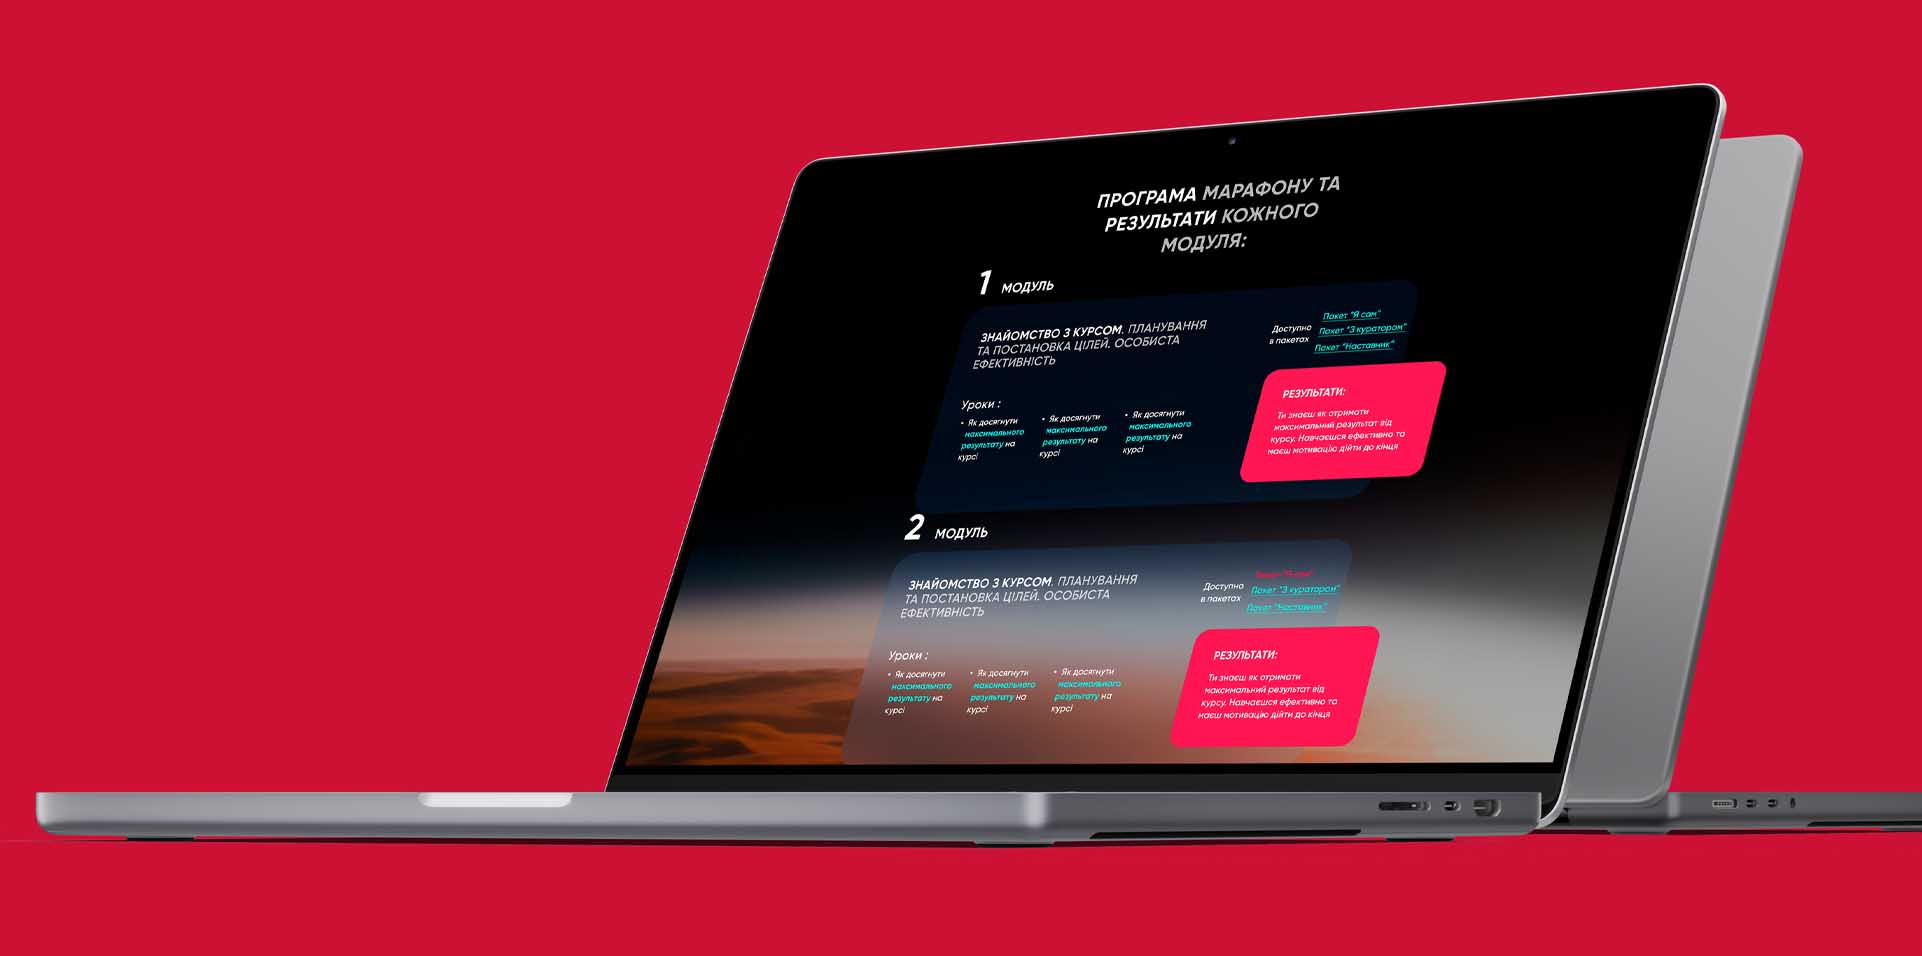 ПРОГРАМА МАРАФОНУ ТА
РЕЗУЛЬТАТИ КОЖНОГО
МОДУЛЯ:
1 МОДУЛЬ
ЗНАЙОМСТВО З КУРСОМ. ПЛАНУВАННЯ
ТА ПОСТАНОВКА ЦІЛЕЙ. ОСОБИСТА
ЕФЕКТИВНІСТЬ
Доступно
в пакетах
Пакет "Я сам"
Пакет "З куратором"
Пакет "Наставник"
Уроки :
• Як досягнути
максимального
результату на
курсі
• Як досягнути
максимального
результату на
курсі
• Як досягнути
максимального
результату на
курсі
РЕЗУЛЬТАТИ:
Ти знаєш як отримати
максимальний результат від
курсу. Навчаєшся ефективно та
маєш мотивацію дійти до кінця
2 МОДУЛЬ
ЗНАЙОМСТВО З КУРСОМ. ПЛАНУВАННЯ
ТА ПОСТАНОВКА ЦІЛЕЙ. ОСОБИСТА
ЕФЕКТИВНІСТЬ
Доступно
в пакетах
Пакет "Я сам"
Пакет "З куратором"
Пакет "Наставник"
Уроки :
• Як досягнути
максимального
результату на
курсі
• Як досягнути
максимального
результату на
курсі
• Як досягнути
максимального
результату на
курсі
РЕЗУЛЬТАТИ:
Ти знаєш як отримати
максимальний результат від
курсу. Навчаєшся ефективно та
маєш мотивацію дійти до кінця